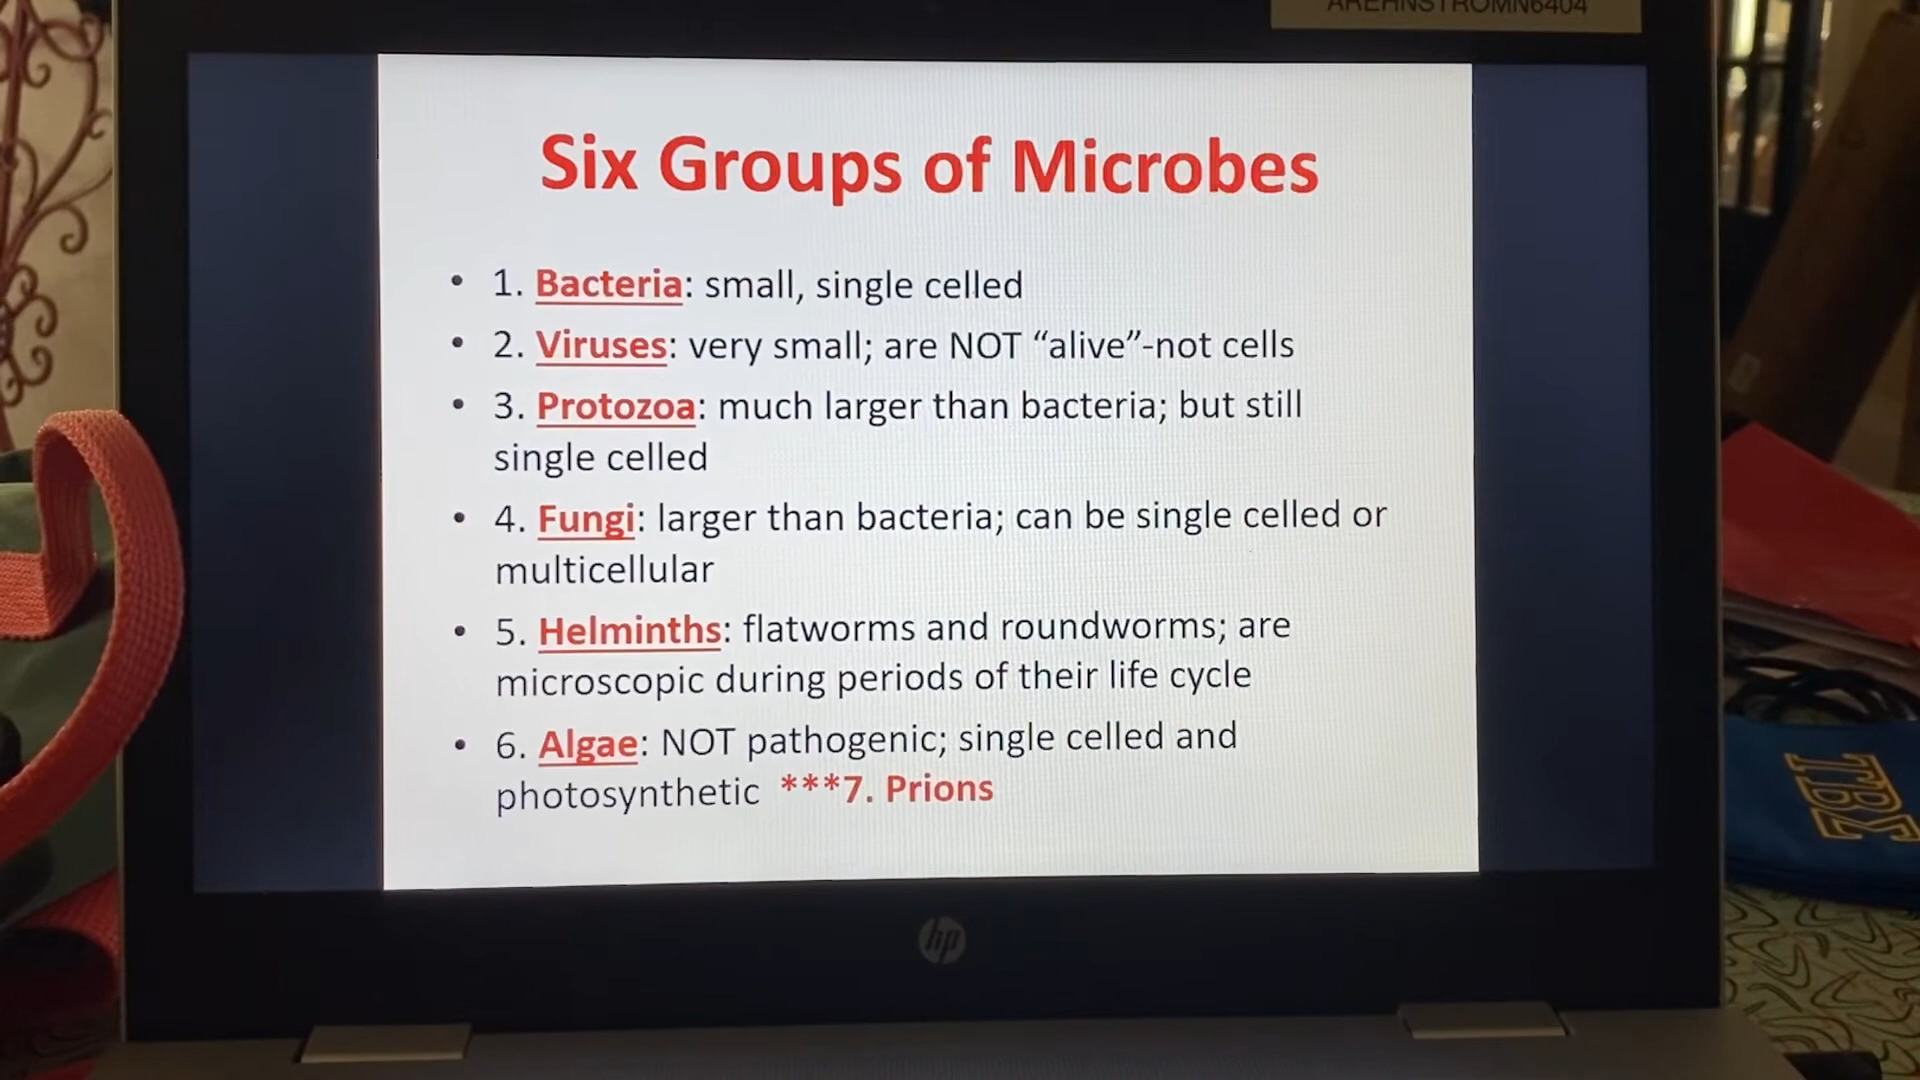 AREHNSTROMN6404
Six Groups of Microbes
• 1. Bacteria: small, single celled
• 2. Viruses: very small; are NOT “alive”-not cells
• 3. Protozoa: much larger than bacteria; but still
single celled
• 4. Fungi: larger than bacteria; can be single celled or
multicellular
• 5. Helminths: flatworms and roundworms; are
microscopic during periods of their life cycle
• 6. Algae: NOT pathogenic; single celled and
photosynthetic ***7. Prions
hp